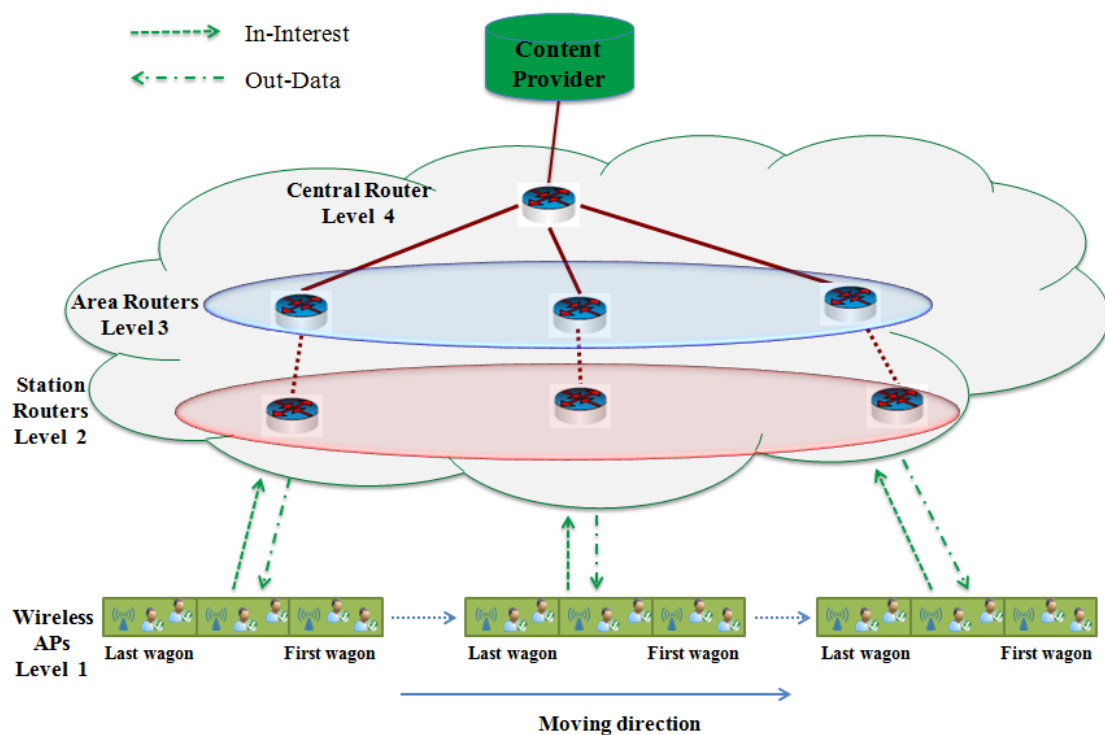 In-Interest
Out-Data
Content
Provider
Central Router
Level 4
Area Routers
Level 3
Station
Routers
Level 2
Wireless
APs
Level 1
Last wagon
First wagon
Last wagon
First wagon
Last wagon
First wagon
Moving direction